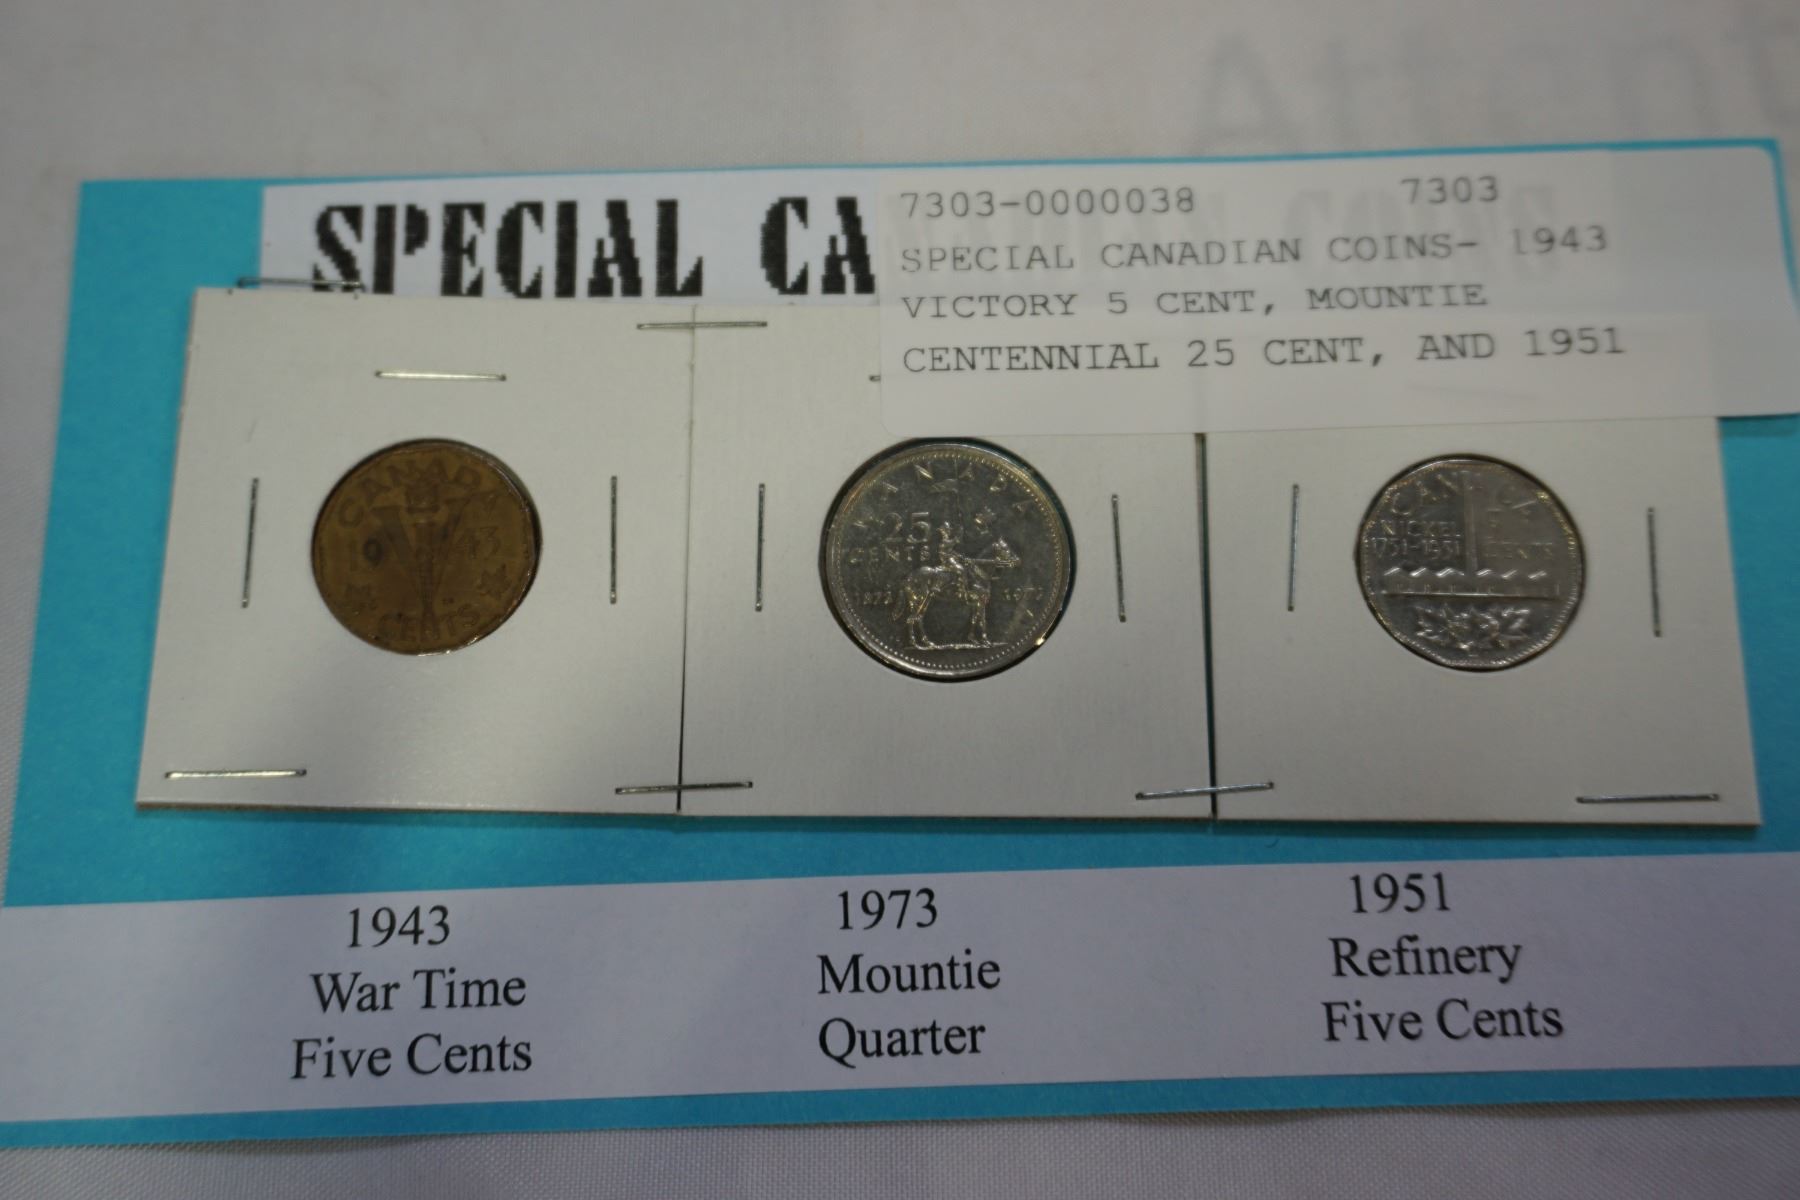 SPECIAL CA
7303-0000038 7303
SPECIAL CANADIAN COINS- 1943
VICTORY 5 CENT, MOUNTIE
CENTENNIAL 25 CENT, AND 1951
CANADA
1943
CENTS
CANADA
25
CENTS
1873 1973
CANADA
NICKEL 5
1751-1951 CENTS
1943
War Time
Five Cents
1973
Mountie
Quarter
1951
Refinery
Five Cents